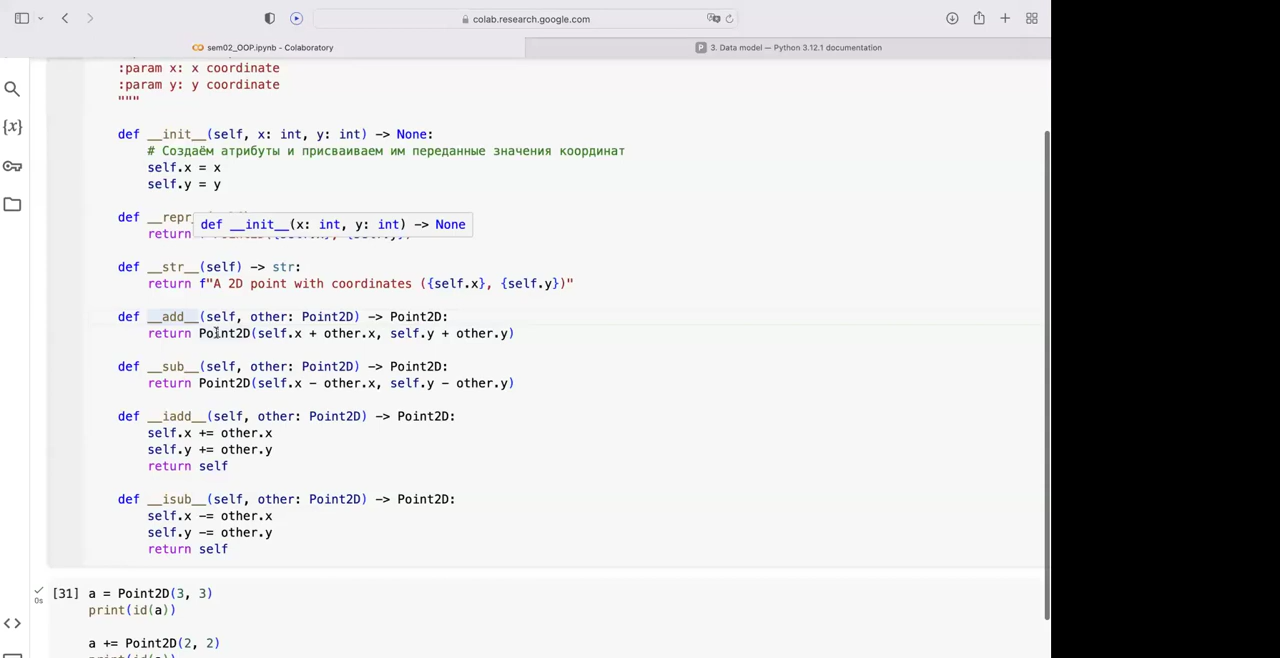 colab.research.google.com
sem02_OOP.ipynb - Colaboratory
P 3. Data model — Python 3.12.1 documentation
:param x: x coordinate
:param y: y coordinate
"""
{x}
def __init__(self, x: int, y: int) -> None:
# Создаём атрибуты и присваиваем им переданные значения координат
self.x = x
self.y = y
def __repr
def __init__(x: int, y: int) -> None
return
def __str__(self) -> str:
return f"A 2D point with coordinates ({self.x}, {self.y})"
def __add__(self, other: Point2D) -> Point2D:
return Point2D(self.x + other.x, self.y + other.y)
def __sub__(self, other: Point2D) -> Point2D:
return Point2D(self.x - other.x, self.y - other.y)
def __iadd__(self, other: Point2D) -> Point2D:
self.x += other.x
self.y += other.y
return self
def __isub__(self, other: Point2D) -> Point2D:
self.x -= other.x
self.y -= other.y
return self
0s
[31] a = Point2D(3, 3)
print(id(a))
a += Point2D(2, 2)